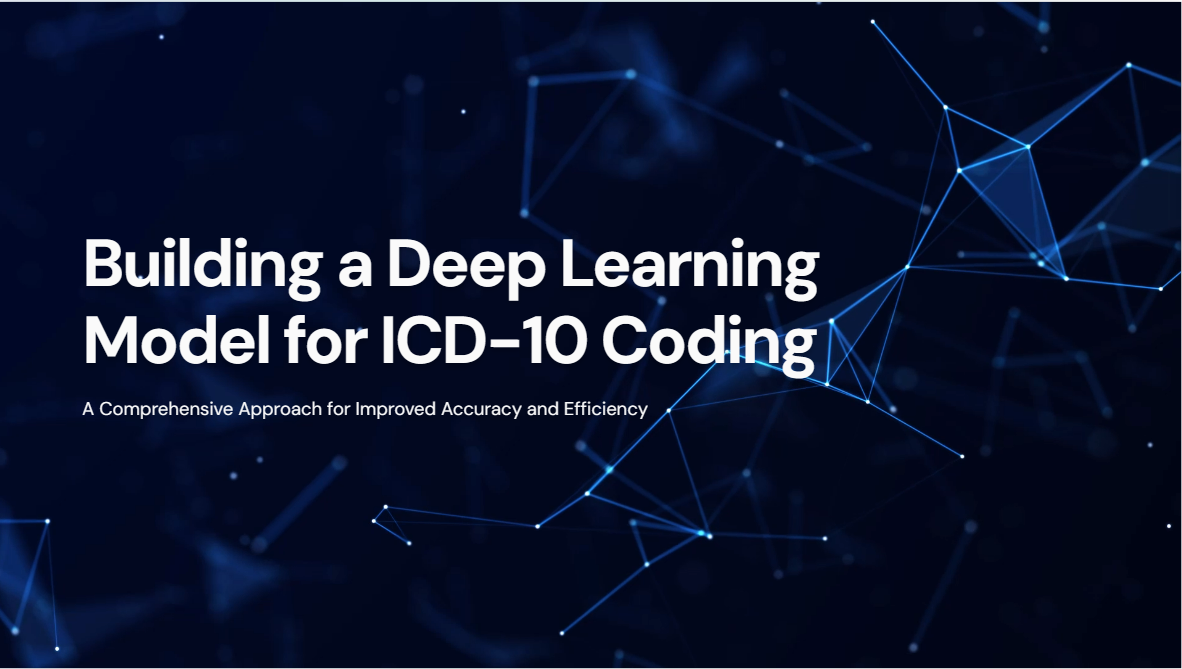 Building a Deep Learning
Model for ICD-10 Coding
A Comprehensive Approach for Improved Accuracy and Efficiency